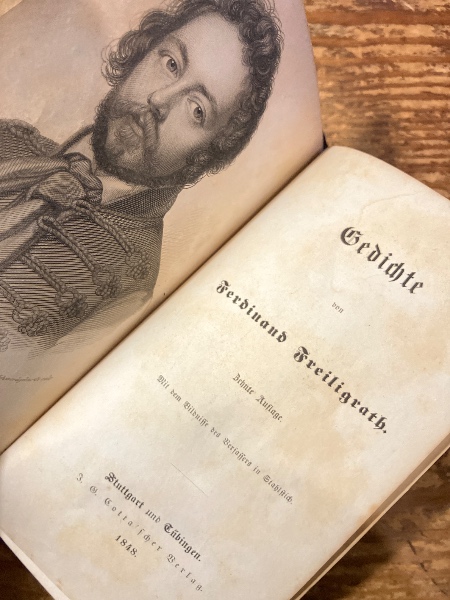 Gedichte
von
Ferdinand Freiligrath.
Zehnte Auflage.
Mit dem Bildnisse des Verfassers in Stahlstich.
Stuttgart und Tübingen.
J. G. Cotta'scher Verlag.
1848.